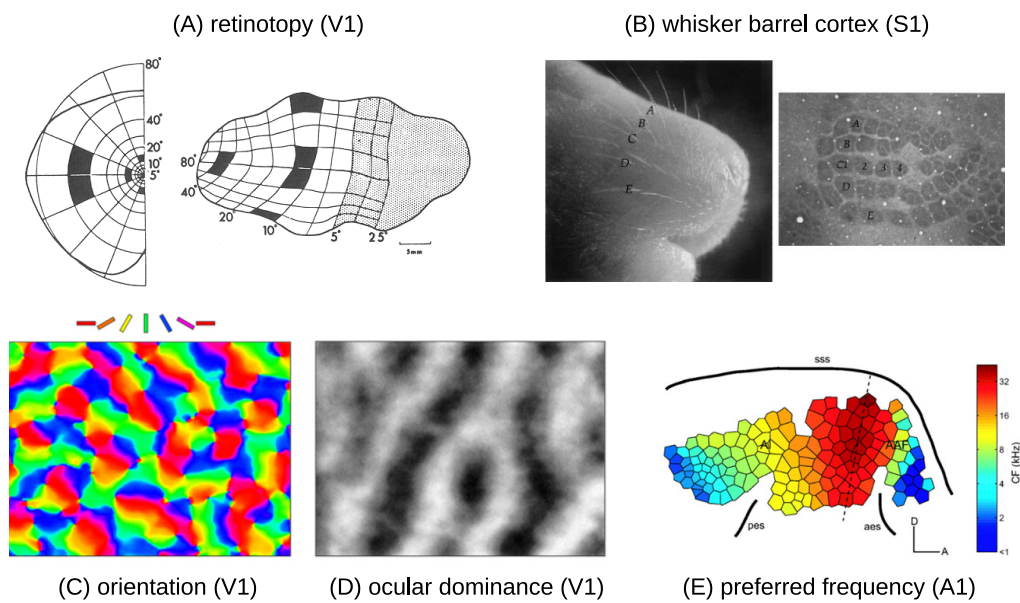 (A) retinotopy (V1)
(B) whisker barrel cortex (S1)
80°
40°
20°
10°
5°
80°
40°
20°
10°
5°
2.5°
5mm
A
B
C
D
E
A
B
C1 2 3 4
D
E
sss
AI
AAF
pes
aes
D
A
32
16
8
4
2
<1
CF (kHz)
(C) orientation (V1)
(D) ocular dominance (V1)
(E) preferred frequency (A1)